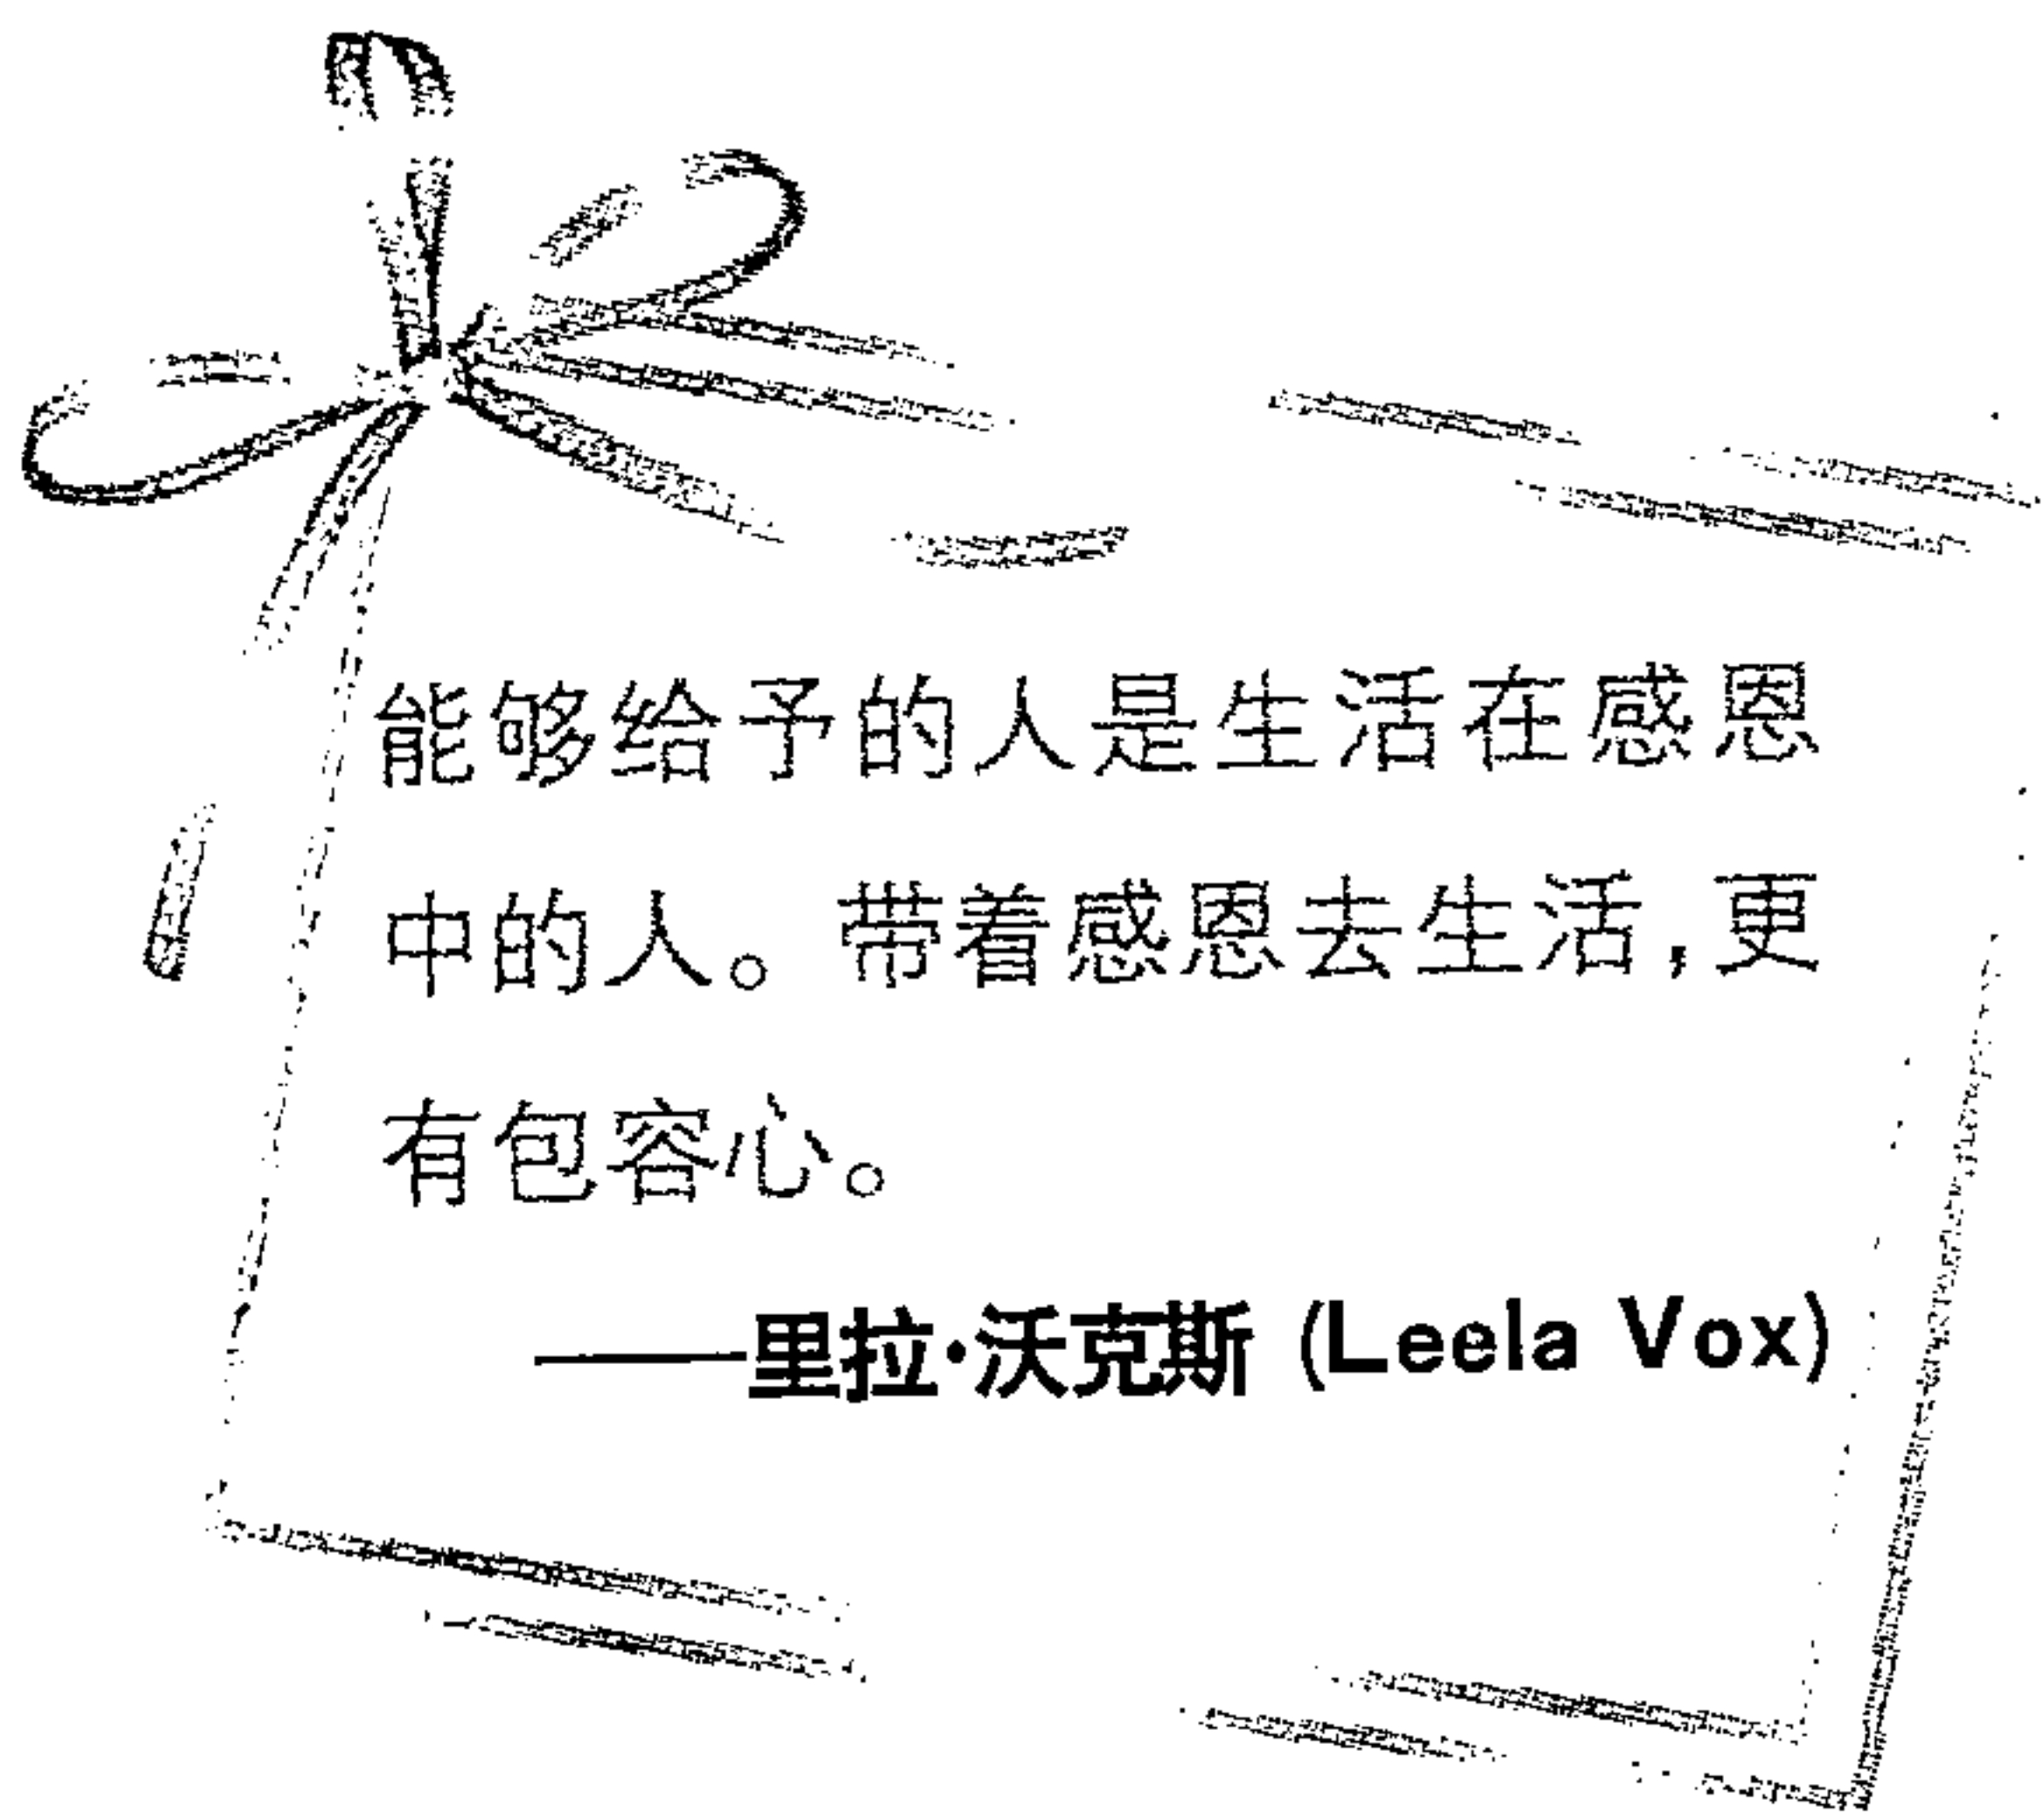 能够给予的人是生活在感恩
中的人。带着感恩去生活，更
有包容心。
——里拉·沃克斯 (Leela Vox)